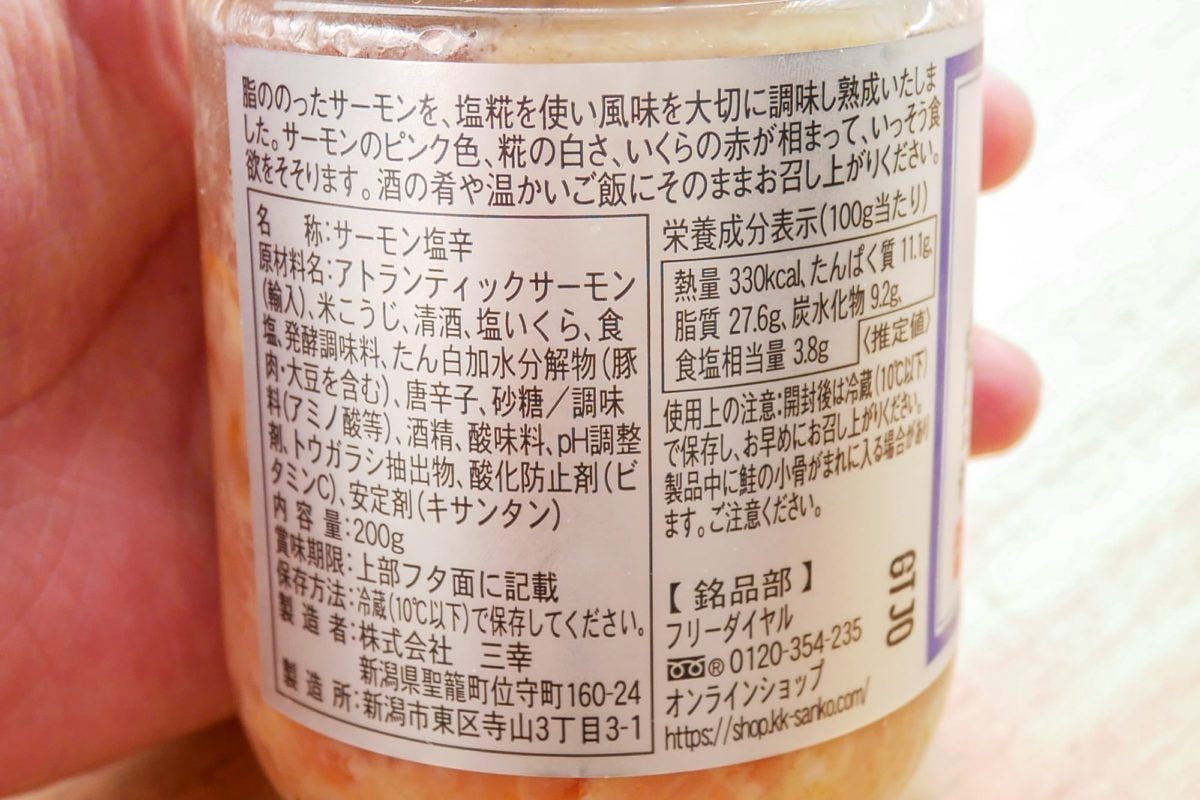 脂ののったサーモンを、塩糀を使い風味を大切に調味し熟成いたしま
した。サーモンのピンク色、糀の白さ、いくらの赤が相まって、いっそう食
欲をそそります。酒の肴や温かいご飯にそのままお召し上がりください。
名　称:サーモン塩辛
原材料名:アトランティックサーモン
(輸入)、米こうじ、清酒、塩いくら、食
塩、発酵調味料、たん白加水分解物(豚
肉・大豆を含む)、唐辛子、砂糖／調味
料(アミノ酸等)、酒精、酸味料、pH調整
剤、トウガラシ抽出物、酸化防止剤(ビ
タミンC)、安定剤(キサンタン)
内容量:200g
賞味期限:上部フタ面に記載
保存方法:冷蔵(10℃以下)で保存してください。
製造者:株式会社　三幸
新潟県聖籠町位守町160-24
製造所:新潟市東区寺山3丁目3-1
栄養成分表示(100g当たり)
熱量 330kcal、たんぱく質 11.1g、
脂質 27.6g、炭水化物 9.2g、
食塩相当量 3.8g
〈推定値〉
使用上の注意:開封後は冷蔵(10℃以下)
で保存し、お早めにお召し上がりください。
製品中に鮭の小骨がまれに入る場合があり
ます。ご注意ください。
【 銘品部 】
フリーダイヤル
® 0120-354-235
オンラインショップ
https://shop.kk-sanko.com/
GTJO